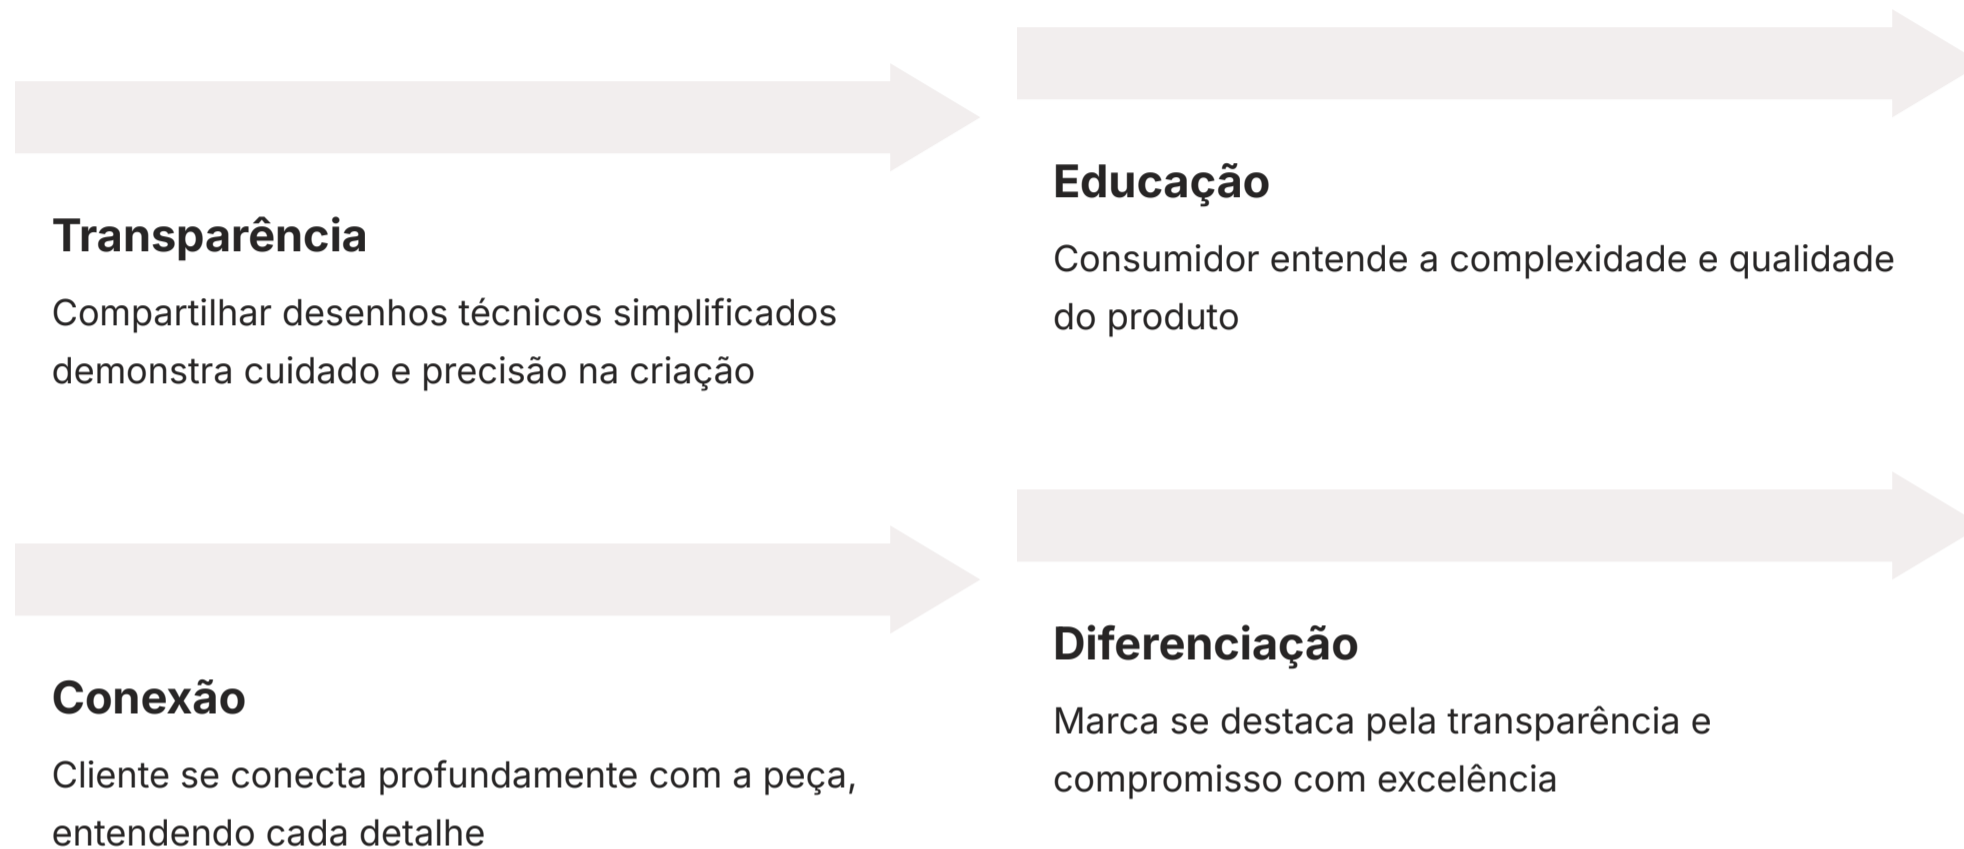 Transparência
Compartilhar desenhos técnicos simplificados
demonstra cuidado e precisão na criação
Educação
Consumidor entende a complexidade e qualidade
do produto
Conexão
Cliente se conecta profundamente com a peça,
entendendo cada detalhe
Diferenciação
Marca se destaca pela transparência e
compromisso com excelência